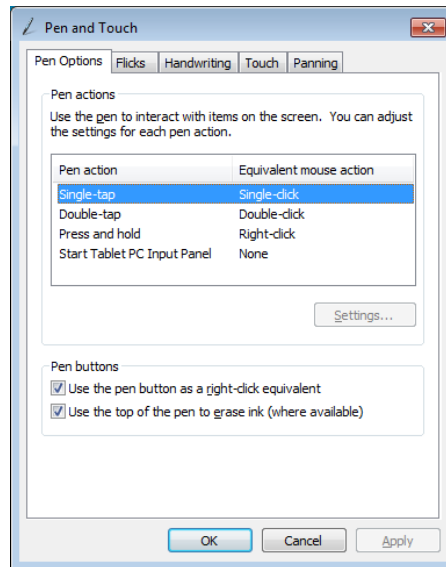 Pen and Touch
Pen Options Flicks Handwriting Touch Panning
Pen actions
Use the pen to interact with items on the screen. You can adjust
the settings for each pen action.
Pen action Equivalent mouse action
Single-tap Single-click
Double-tap Double-click
Press and hold Right-click
Start Tablet PC Input Panel None
Settings...
Pen buttons
Use the pen button as a right-click equivalent
Use the top of the pen to erase ink (where available)
OK Cancel Apply